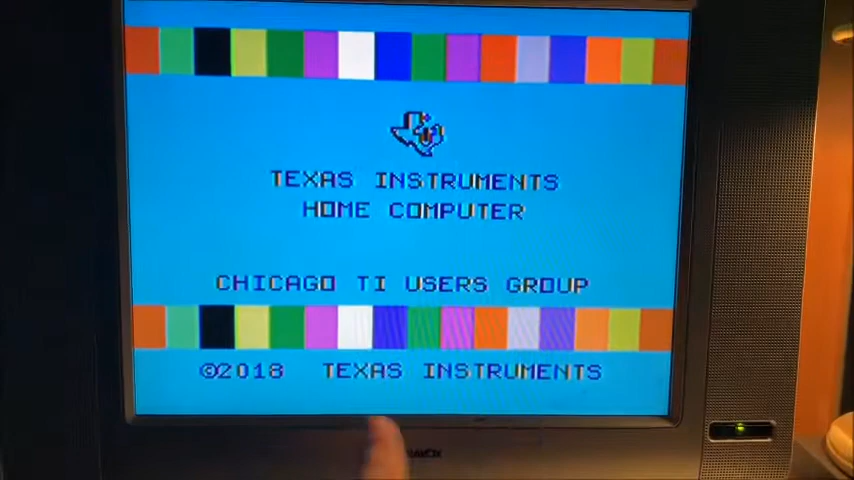 TEXAS INSTRUMENTS
HOME COMPUTER
CHICAGO TI USERS GROUP
©2018 TEXAS INSTRUMENTS